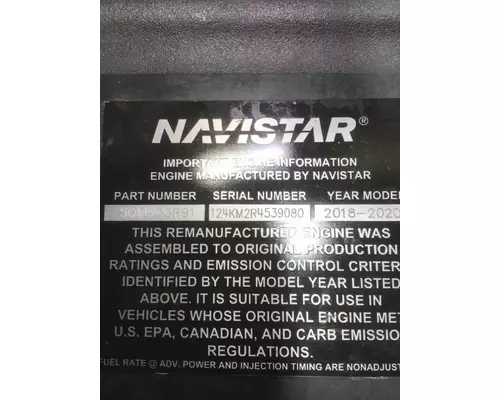 NAVISTAR®
IMPORTANT ENGINE INFORMATION
ENGINE MANUFACTURED BY NAVISTAR
PART NUMBER SERIAL NUMBER YEAR MODEL
124KM2R4539080 2018-2020
THIS REMANUFACTURED ENGINE WAS
ASSEMBLED TO ORIGINAL PRODUCTION
RATINGS AND EMISSION CONTROL CRITER
IDENTIFIED BY THE MODEL YEAR LISTED
ABOVE. IT IS SUITABLE FOR USE IN
VEHICLES WHOSE ORIGINAL ENGINE MET
U.S. EPA, CANADIAN, AND CARB EMISSIO
REGULATIONS.
FUEL RATE @ ADV. POWER AND INJECTION TIMING ARE NONADJUST